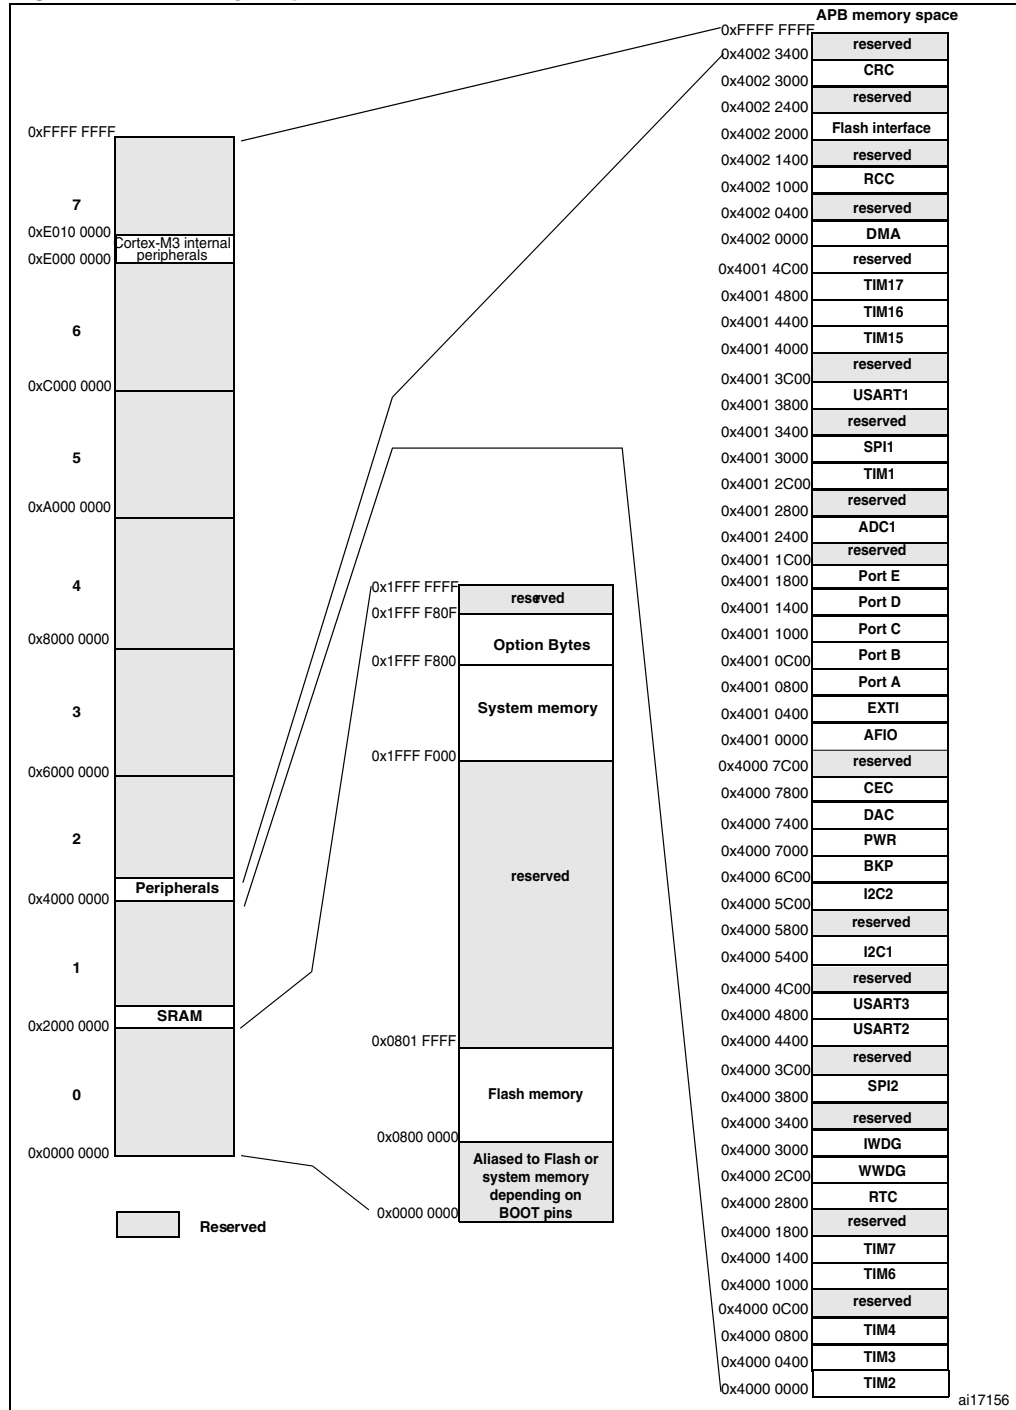 0xFFFF FFFF
7
0xE010 0000
Cortex-M3 internal
peripherals
0xE000 0000
6
0xC000 0000
5
0xA000 0000
4
0x8000 0000
3
0x6000 0000
2
Peripherals
0x4000 0000
1
SRAM
0x2000 0000
0
0x0000 0000
Reserved
0x1FFF FFFF
reserved
0x1FFF F80F
Option Bytes
0x1FFF F800
System memory
0x1FFF F000
reserved
0x0801 FFFF
Flash memory
0x0800 0000
Aliased to Flash or
system memory
depending on
BOOT pins
0x0000 0000
APB memory space
0xFFFF FFFF
reserved
0x4002 3400
CRC
0x4002 3000
reserved
0x4002 2400
Flash interface
0x4002 2000
reserved
0x4002 1400
RCC
0x4002 1000
reserved
0x4002 0400
DMA
0x4002 0000
reserved
0x4001 4C00
TIM17
0x4001 4800
TIM16
0x4001 4400
TIM15
0x4001 4000
reserved
0x4001 3C00
USART1
0x4001 3800
reserved
0x4001 3400
SPI1
0x4001 3000
TIM1
0x4001 2C00
reserved
0x4001 2800
ADC1
0x4001 2400
reserved
0x4001 1C00
Port E
0x4001 1800
Port D
0x4001 1400
Port C
0x4001 1000
Port B
0x4001 0C00
Port A
0x4001 0800
EXTI
0x4001 0400
AFIO
0x4001 0000
reserved
0x4000 7C00
CEC
0x4000 7800
DAC
0x4000 7400
PWR
0x4000 7000
BKP
0x4000 6C00
I2C2
0x4000 5C00
reserved
0x4000 5800
I2C1
0x4000 5400
reserved
0x4000 4C00
USART3
0x4000 4800
USART2
0x4000 4400
reserved
0x4000 3C00
SPI2
0x4000 3800
reserved
0x4000 3400
IWDG
0x4000 3000
WWDG
0x4000 2C00
RTC
0x4000 2800
reserved
0x4000 1800
TIM7
0x4000 1400
TIM6
0x4000 1000
reserved
0x4000 0C00
TIM4
0x4000 0800
TIM3
0x4000 0400
TIM2
0x4000 0000
ai17156